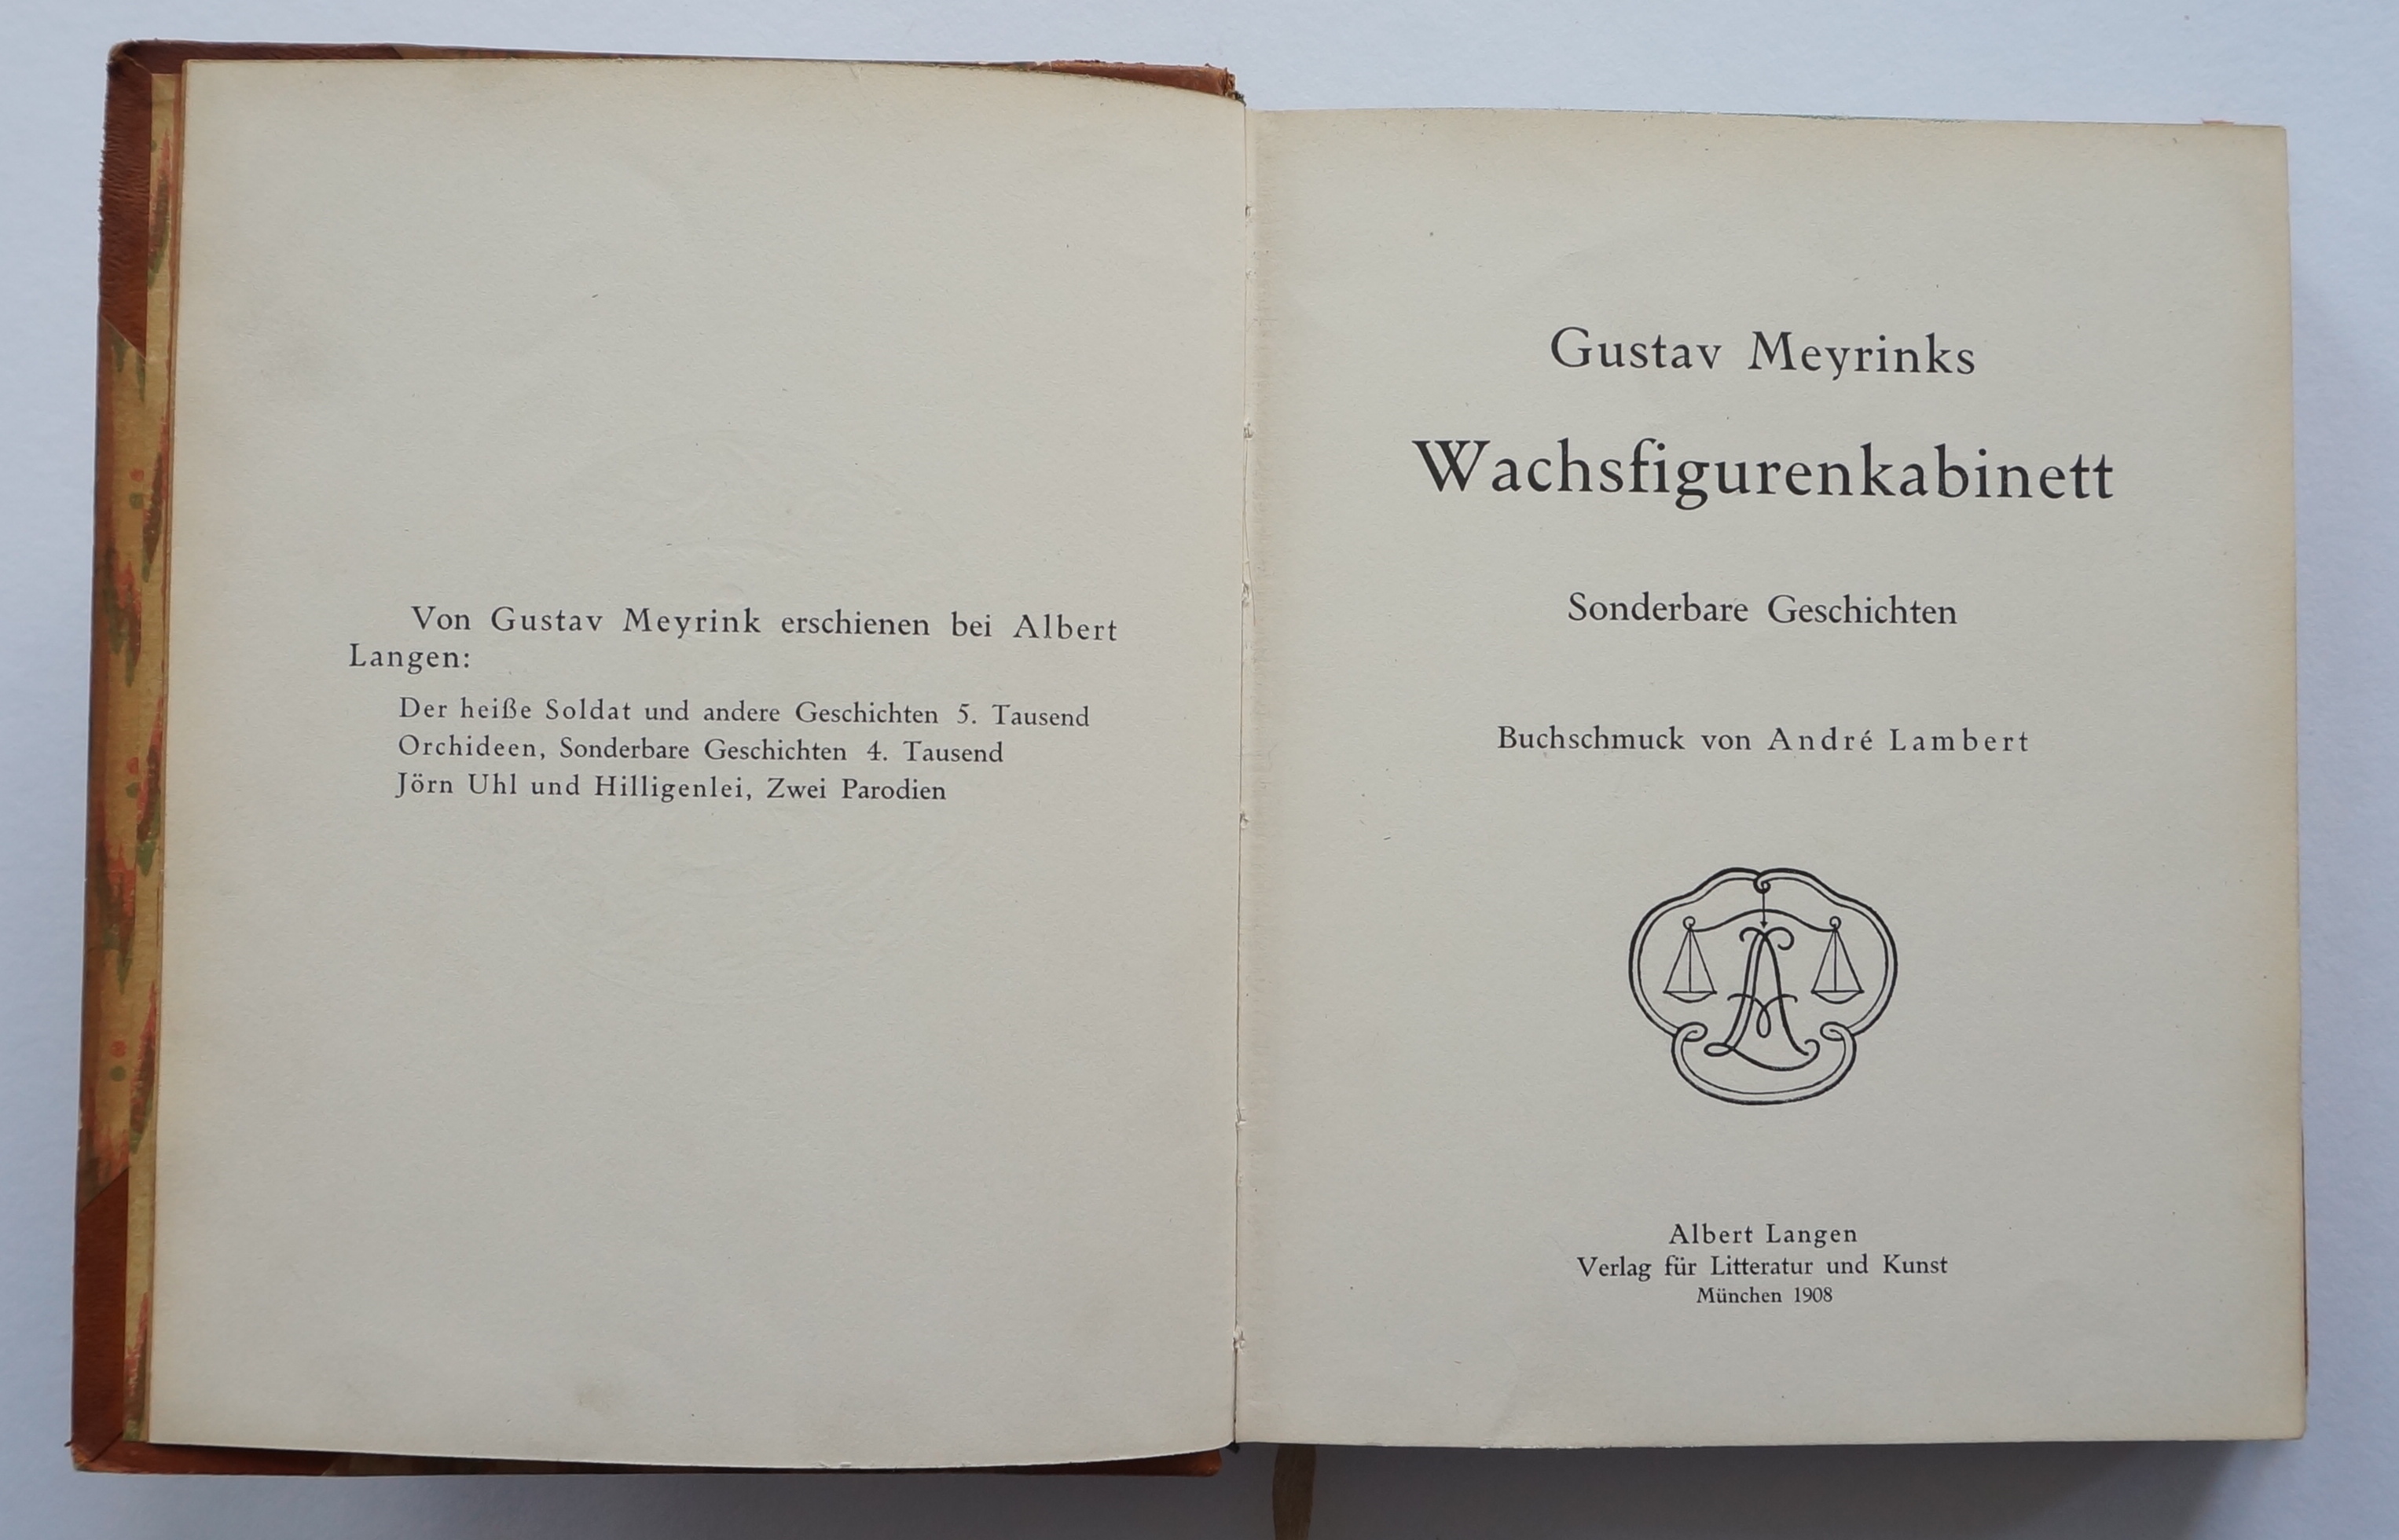 Von Gustav Meyrink erschienen bei Albert
Langen:
Der heiße Soldat und andere Geschichten 5. Tausend
Orchideen, Sonderbare Geschichten 4. Tausend
Jörn Uhl und Hilligenlei, Zwei Parodien
Gustav Meyrinks
Wachsfigurenkabinett
Sonderbare Geschichten
Buchschmuck von André Lambert
Albert Langen
Verlag für Litteratur und Kunst
München 1908